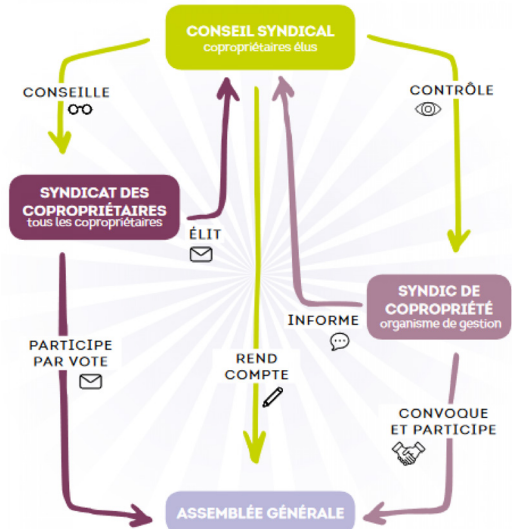 CONSEIL SYNDICAL
copropriétaires élus
CONSEILLE
CONTRÔLE
SYNDICAT DES
COPROPRIÉTAIRES
tous les copropriétaires
ÉLIT
SYNDIC DE
COPROPRIÉTÉ
organisme de gestion
INFORME
PARTICIPE
PAR VOTE
REND
COMPTE
CONVOQUE
ET PARTICIPE
ASSEMBLÉE GÉNÉRALE